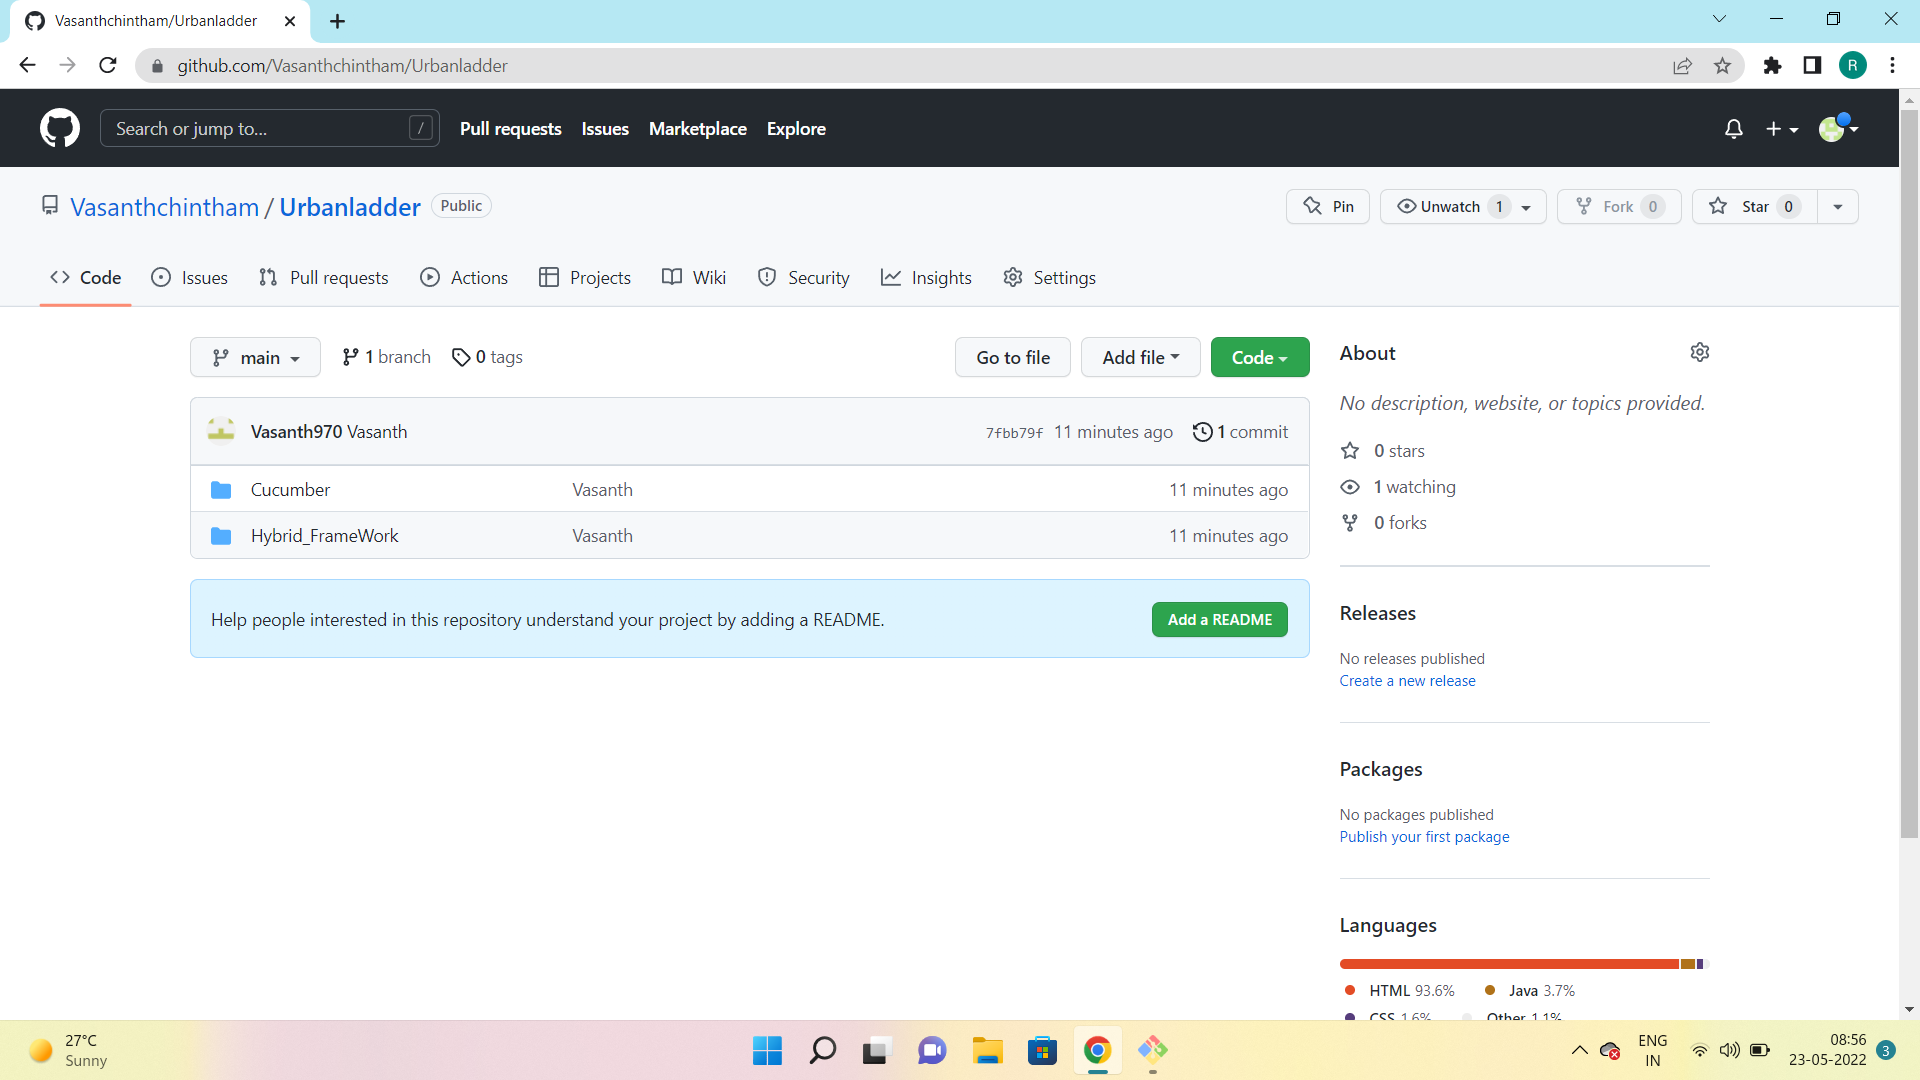 Vasanthchintham/Urbanladder
github.com/Vasanthchintham/Urbanladder
R
Search or jump to... /
Pull requests Issues Marketplace Explore
Vasanthchintham / Urbanladder Public
Pin Unwatch 1 Fork 0 Star 0
Code Issues Pull requests Actions Projects Wiki Security Insights Settings
main 1 branch 0 tags Go to file Add file Code
Vasanth970 Vasanth 7fbb79f 11 minutes ago 1 commit
Cucumber Vasanth 11 minutes ago
Hybrid_FrameWork Vasanth 11 minutes ago
Help people interested in this repository understand your project by adding a README. Add a README
About
No description, website, or topics provided.
0 stars
1 watching
0 forks
Releases
No releases published
Create a new release
Packages
No packages published
Publish your first package
Languages
HTML 93.6% Java 3.7%
CSS 1.6% Other 1.1%
27°C
Sunny
ENG
IN
08:56
23-05-2022
3